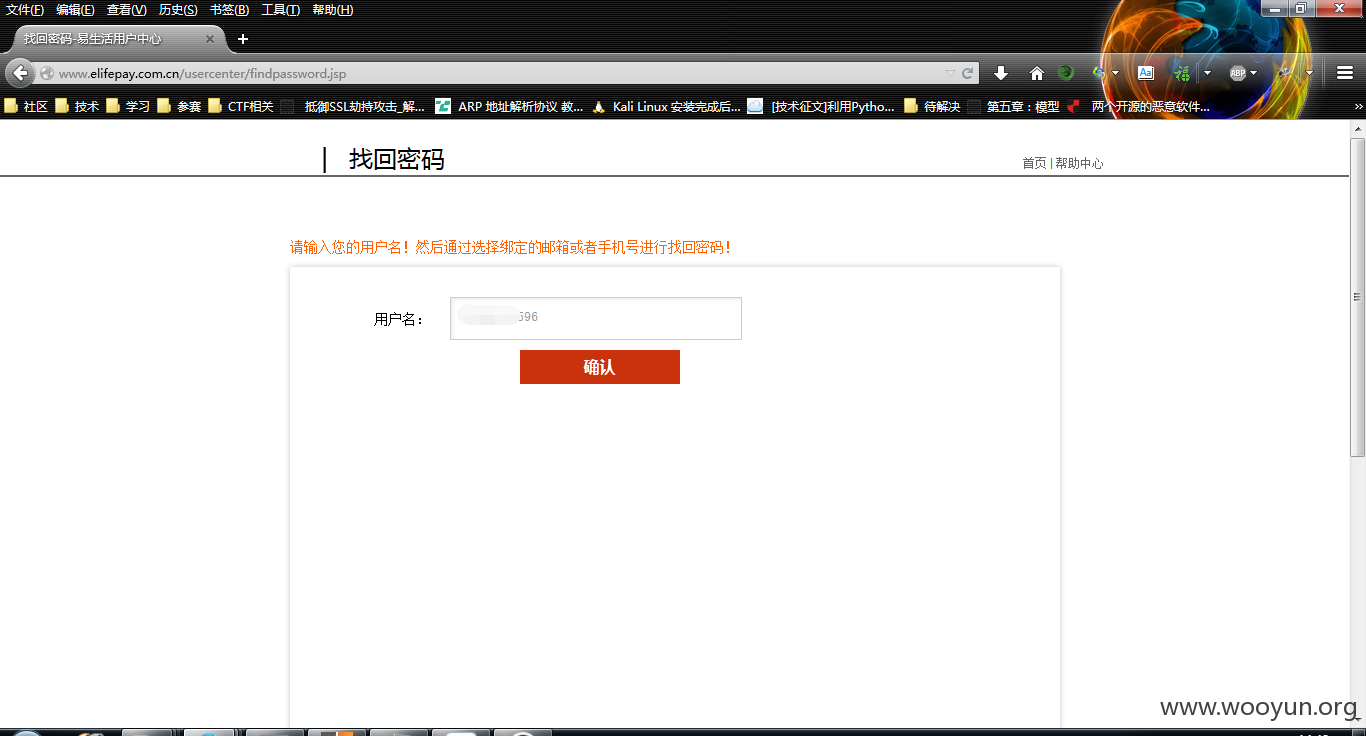 文件(F) 编辑(E) 查看(V) 历史(S) 书签(B) 工具(T) 帮助(H)
找回密码-易生活用户中心
www.elifepay.com.cn/usercenter/findpassword.jsp
社区 技术 学习 参赛 CTF相关 抵御SSL劫持攻击_解... ARP 地址解析协议 教... Kali Linux 安装完成后... [技术征文]利用Pytho... 待解决 第五章：模型 两个开源的恶意软件...
| 找回密码
首页 | 帮助中心
请输入您的用户名！然后通过选择绑定的邮箱或者手机号进行找回密码！
用户名： 596
确认
www.wooyun.org